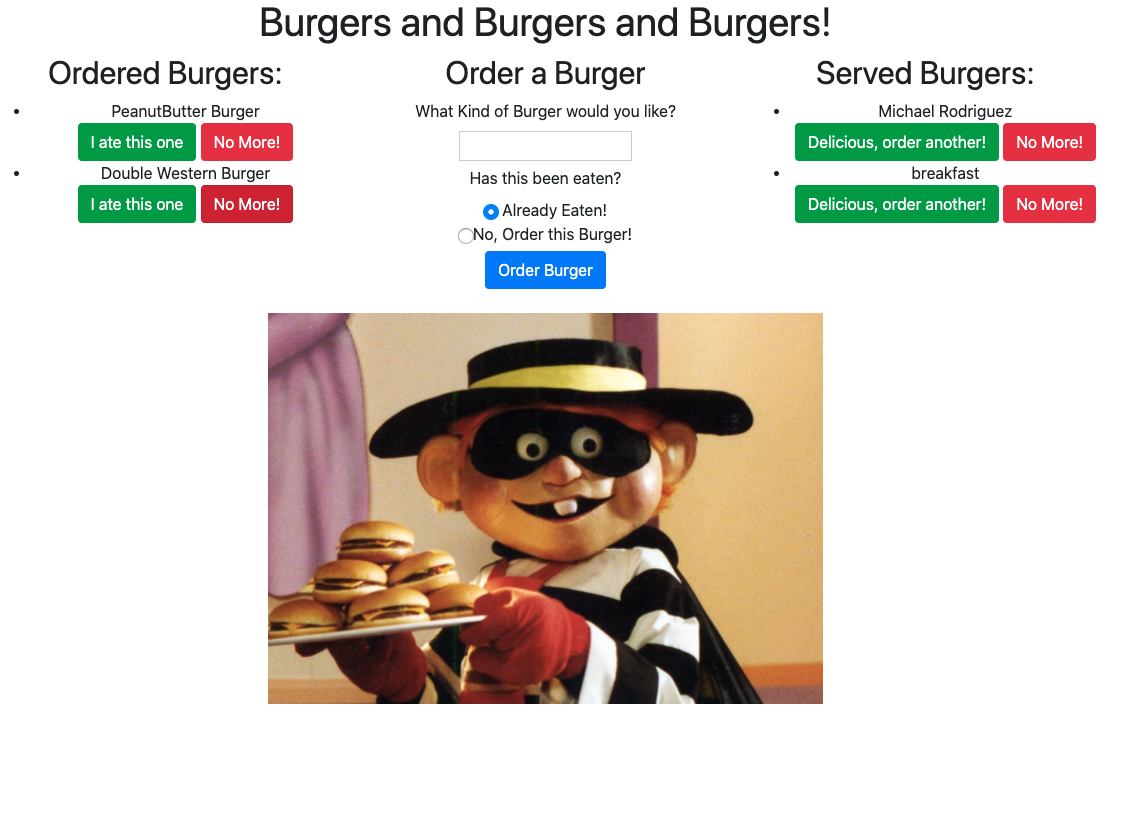 Burgers and Burgers and Burgers!
Ordered Burgers:
PeanutButter Burger
I ate this one No More!
Double Western Burger
I ate this one No More!
Order a Burger
What Kind of Burger would you like?
Has this been eaten?
Already Eaten!
No, Order this Burger!
Order Burger
Served Burgers:
Michael Rodriguez
Delicious, order another! No More!
breakfast
Delicious, order another! No More!